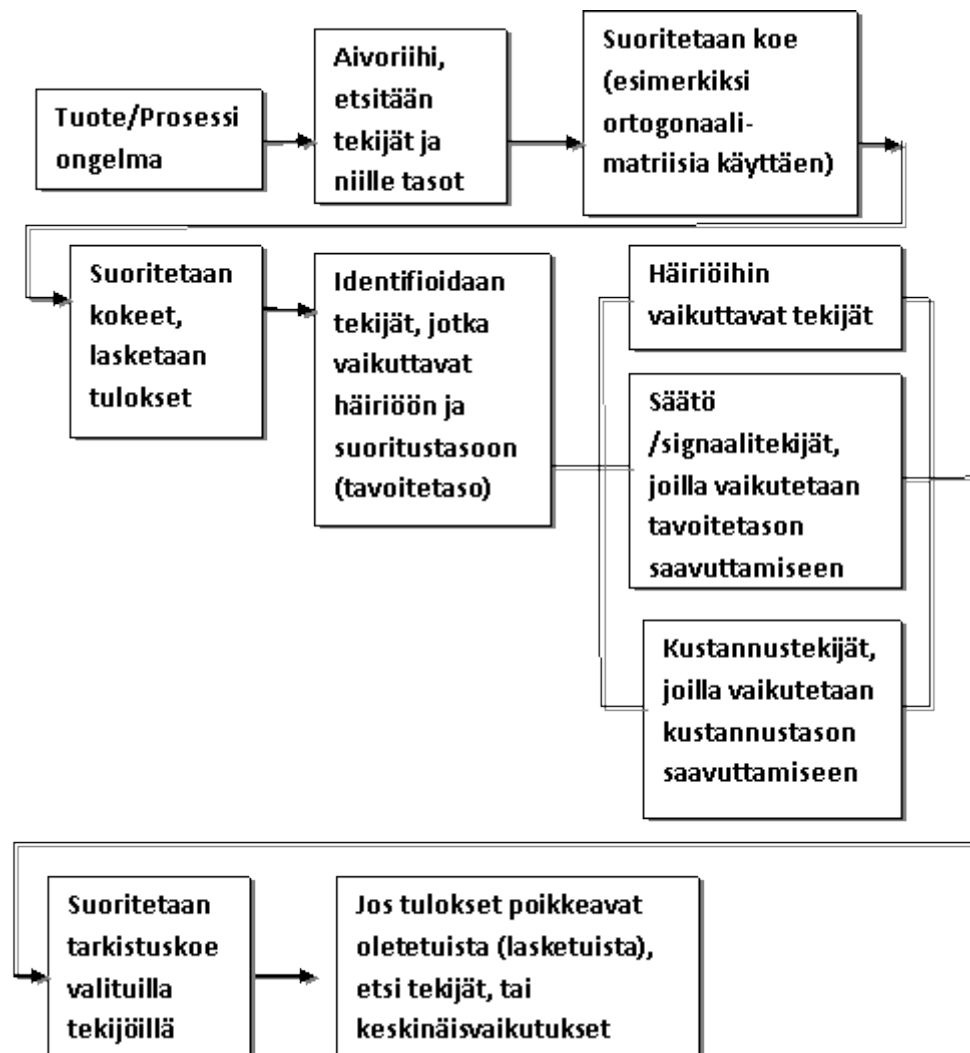 Tuote/Prosessi
ongelma
Aivoriihi,
etsitään
tekijät ja
niille tasot
Suoritetaan koe
(esimerkiksi
ortogonaali-
matriisia käyttäen)
Suoritetaan
kokeet,
lasketaan
tulokset
Identifioidaan
tekijät, jotka
vaikuttavat
häiriöön ja
suoritustasoon
(tavoitetaso)
Häiriöihin
vaikuttavat tekijät
Säätö
/signaalitekijät,
joilla vaikutetaan
tavoitetason
saavuttamiseen
Kustannustekijät,
joilla vaikutetaan
kustannustason
saavuttamiseen
Suoritetaan
tarkistuskoe
valituilla
tekijöillä
Jos tulokset poikkeavat
oletetuista (lasketuista),
etsi tekijät, tai
keskinäisvaikutukset